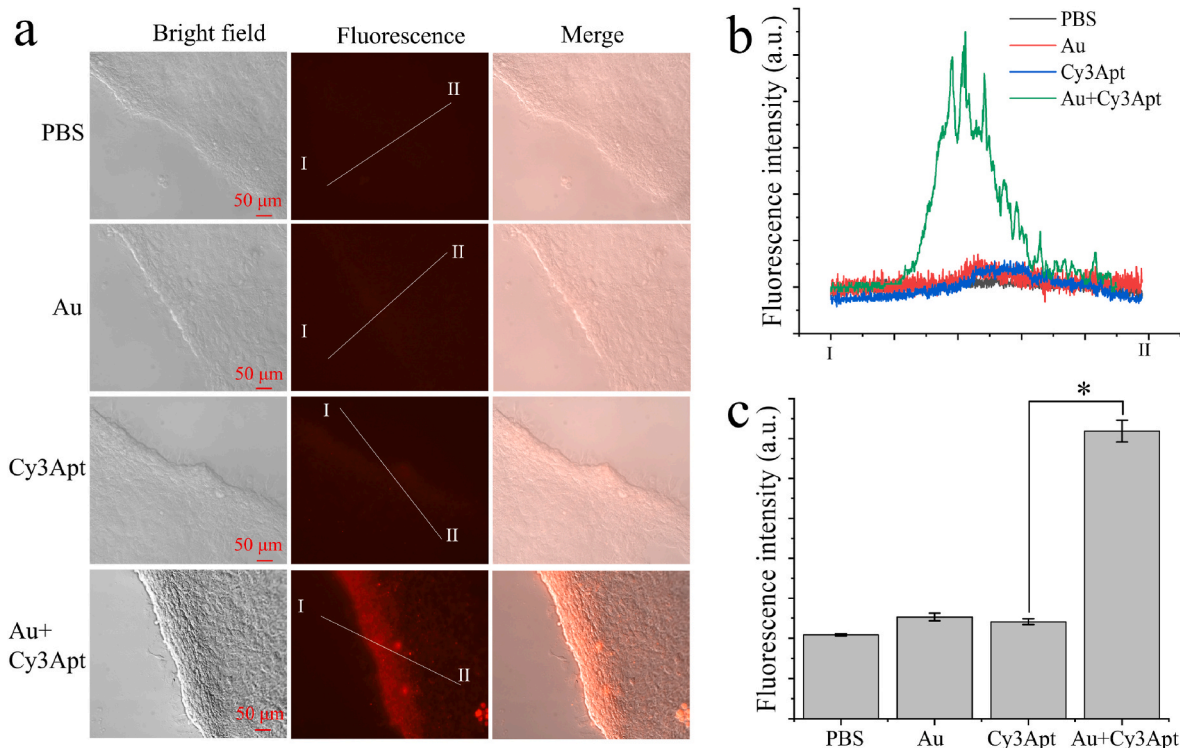 a
Bright field
Fluorescence
Merge
PBS
I
II
50 μm
Au
I
II
50 μm
Cy3Apt
I
II
50 μm
Au+
Cy3Apt
I
II
50 μm
b
Fluorescence intensity (a.u.)
PBS
Au
Cy3Apt
Au+Cy3Apt
I
II
c
Fluorescence intensity (a.u.)
*
PBS
Au
Cy3Apt
Au+Cy3Apt